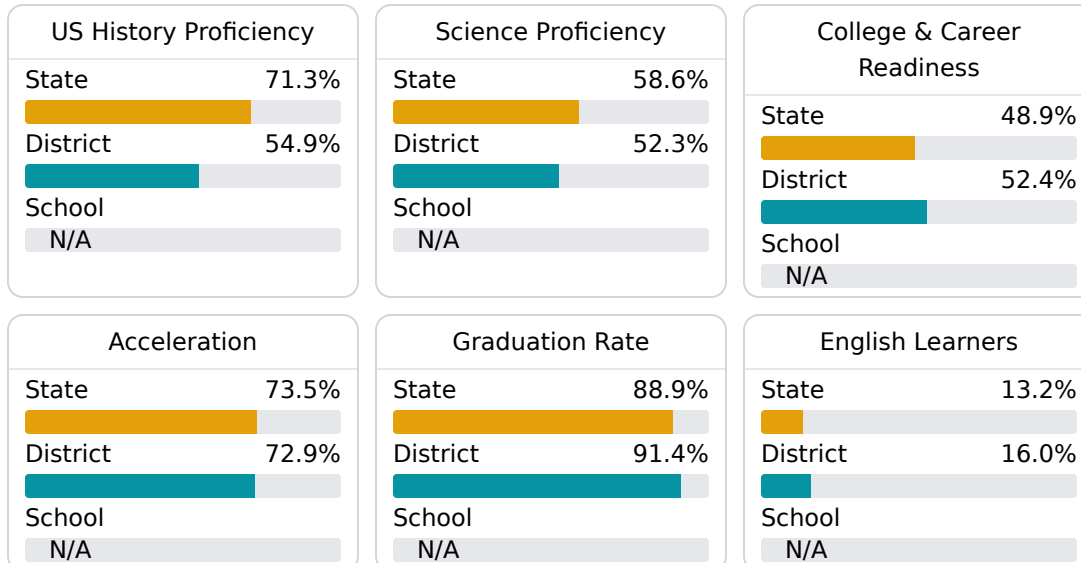 US History Proficiency
State 71.3%
District 54.9%
School
N/A
Science Proficiency
State 58.6%
District 52.3%
School
N/A
College & Career
Readiness
State 48.9%
District 52.4%
School
N/A
Acceleration
State 73.5%
District 72.9%
School
N/A
Graduation Rate
State 88.9%
District 91.4%
School
N/A
English Learners
State 13.2%
District 16.0%
School
N/A